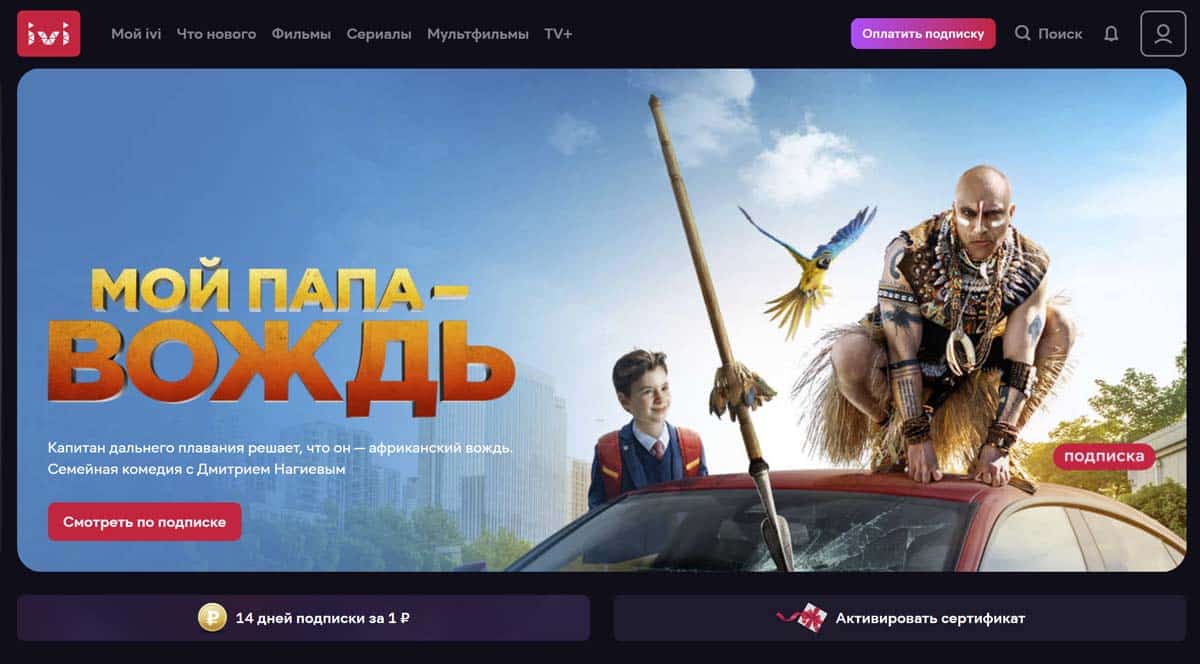 ivi
Мой ivi
Что нового
Фильмы
Сериалы
Мультфильмы
TV+
Оплатить подписку
Поиск
МОЙ ПАПА –
ВОЖДЬ
Капитан дальнего плавания решает, что он — африканский вождь.
Семейная комедия с Дмитрием Нагиевым
Смотреть по подписке
подписка
14 дней подписки за 1 ₽
Активировать сертификат